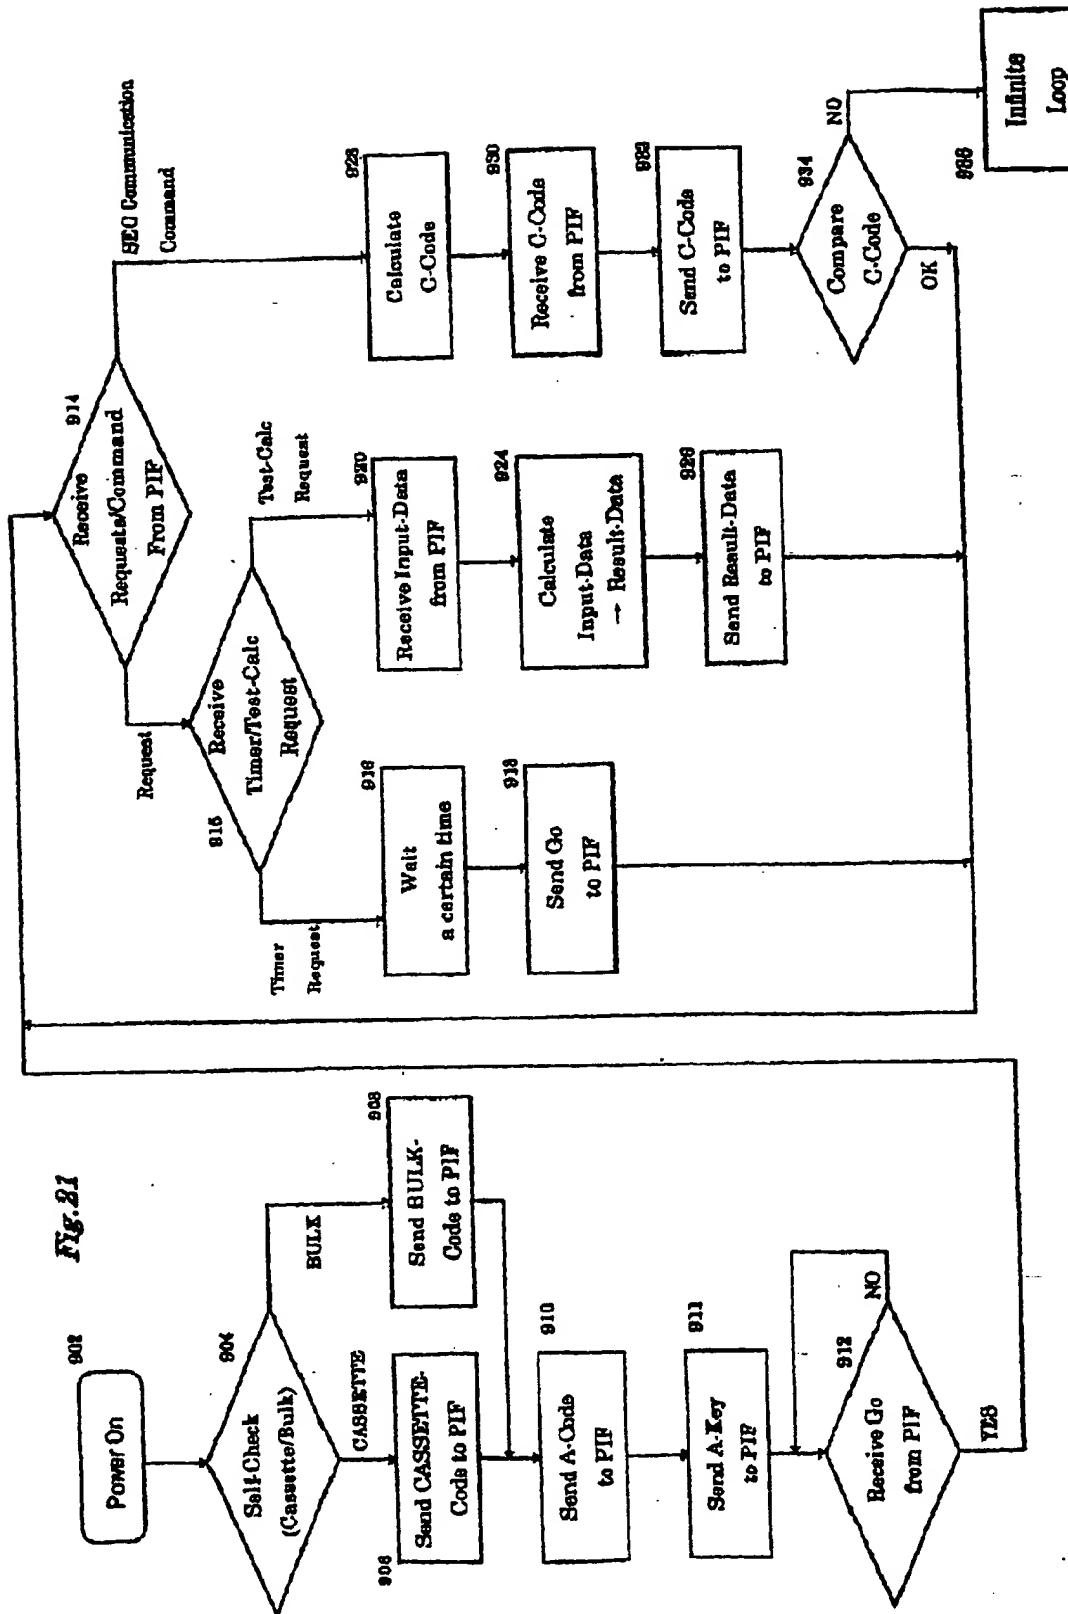 Fig.21
902
Power On
904
Self-Check
(Cassette/Bulk)
BULK
CASSETTE
906
Send CASSETTE-
Code to PIF
908
Send BULK-
Code to PIF
910
Send A-Code
to PIF
911
Send A-Key
to PIF
912
Receive Go
from PIF
NO
YES
914
Receive
Requests/Command
From PIF
Request
SEQ Communication
Command
915
Receive
Timer/Test-Calc
Request
Timer
Request
Test-Calc
Request
916
Wait
a certain time
918
Send Go
to PIF
920
Receive Input-Data
from PIF
924
Calculate
Input-Data
→ Result-Data
926
Send Result-Data
to PIF
928
Calculate
C-Code
930
Receive C-Code
from PIF
932
Send C-Code
to PIF
934
Compare
C-Code
NO
OK
936
Infinite
Loop